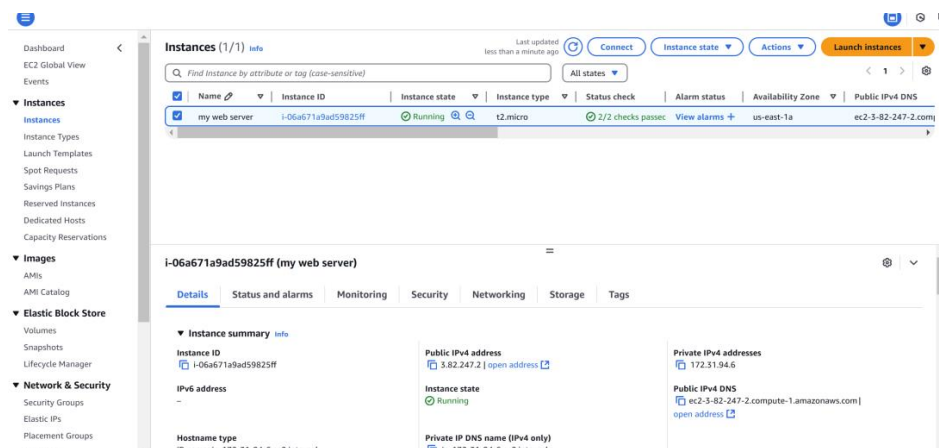 Dashboard
EC2 Global View
Events
Instances
Instances
Instance Types
Launch Templates
Spot Requests
Savings Plans
Reserved Instances
Dedicated Hosts
Capacity Reservations
Images
AMIs
AMI Catalog
Elastic Block Store
Volumes
Snapshots
Lifecycle Manager
Network & Security
Security Groups
Elastic IPs
Placement Groups
Instances (1/1) Info
Last updated
less than a minute ago
Connect
Instance state
Actions
Launch instances
Find Instance by attribute or tag (case-sensitive)
All states
1
Name Instance ID Instance state Instance type Status check Alarm status Availability Zone Public IPv4 DNS
my web server i-06a671a9ad59825ff Running t2.micro 2/2 checks passec View alarms + us-east-1a ec2-3-82-247-2.com
i-06a671a9ad59825ff (my web server)
Details Status and alarms Monitoring Security Networking Storage Tags
Instance summary Info
Instance ID
i-06a671a9ad59825ff
Public IPv4 address
3.82.247.2 | open address
Private IPv4 addresses
172.31.94.6
IPv6 address
–
Instance state
Running
Public IPv4 DNS
ec2-3-82-247-2.compute-1.amazonaws.com |
open address
Hostname type
Private IP DNS name (IPv4 only)